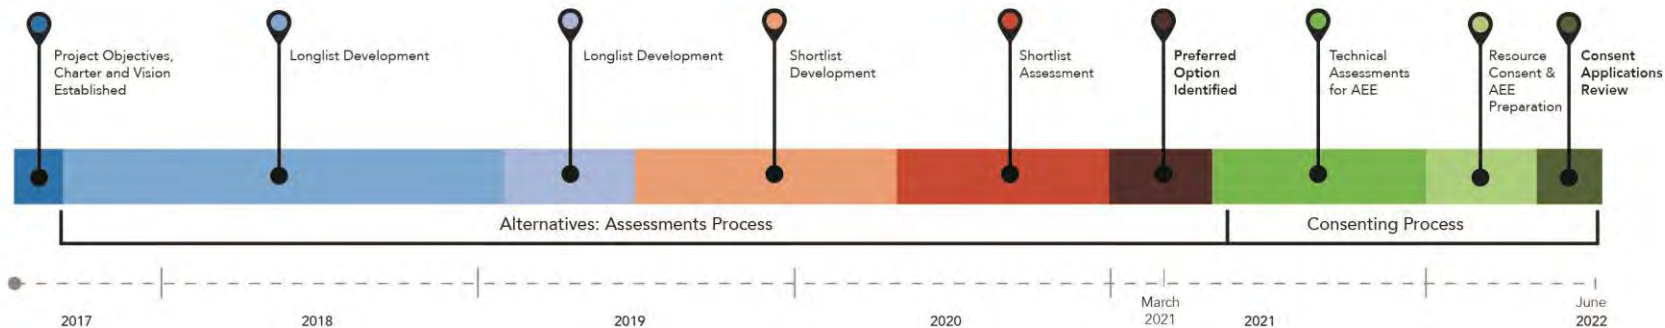 Project Objectives,
Charter and Vision
Established
Longlist Development
Longlist Development
Shortlist
Development
Shortlist
Assessment
Preferred
Option
Identified
Technical
Assessments
for AEE
Resource
Consent &
AEE
Preparation
Consent
Applications
Review
Alternatives: Assessments Process
Consenting Process
2017
2018
2019
2020
March
2021
2021
June
2022